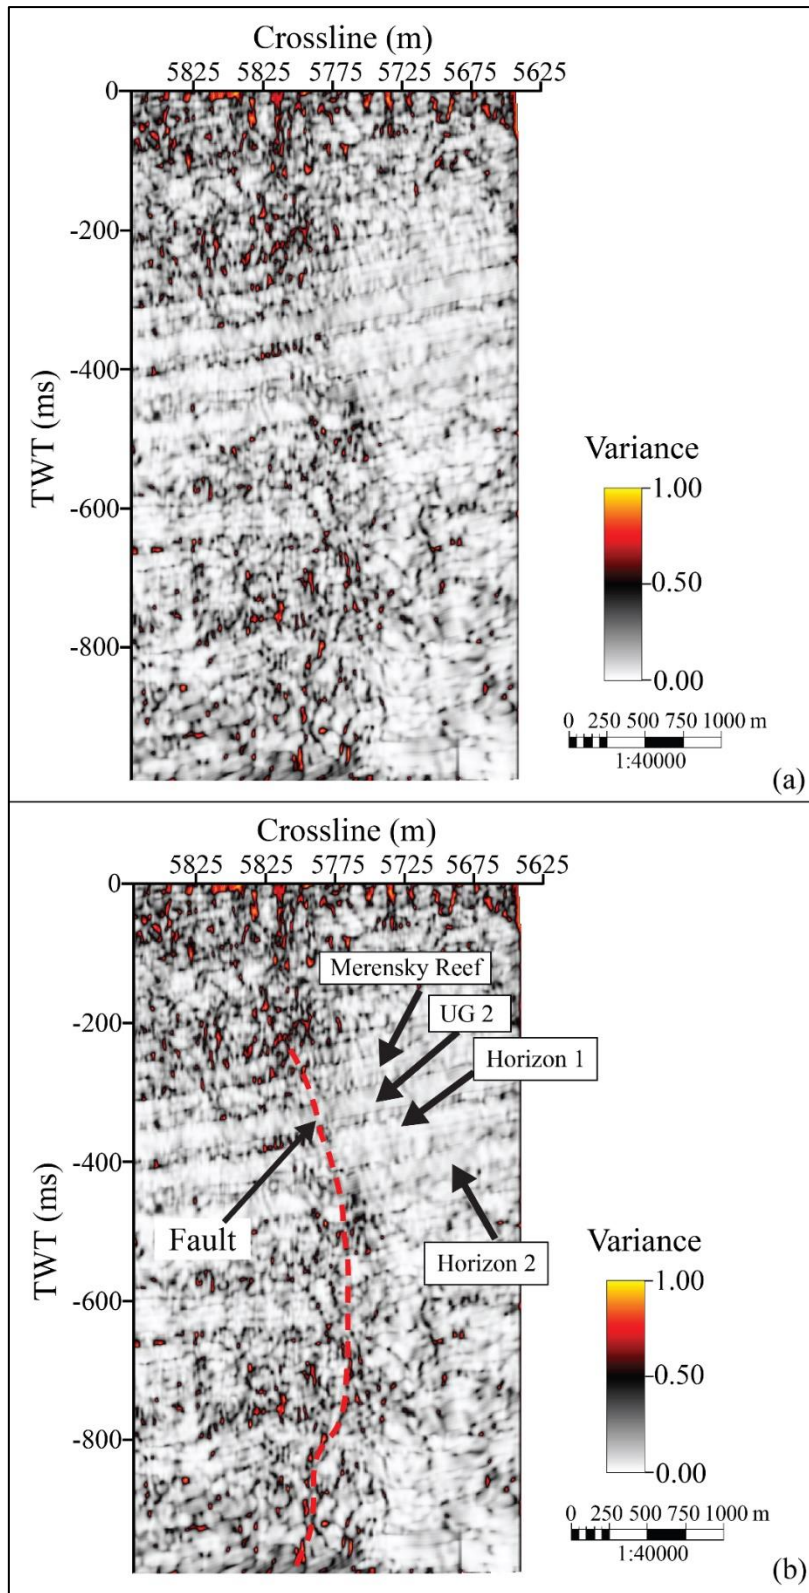 Crossline (m)
5825 5825 5775 5725 5675 5625
0
-200
-400
-600
-800
TWT (ms)
Variance
1.00
0.50
0.00
0 250 500 750 1000 m
1:40000
(a)
Crossline (m)
5825 5825 5775 5725 5675 5625
0
-200
-400
-600
-800
TWT (ms)
Merensky Reef
UG 2
Horizon 1
Fault
Horizon 2
Variance
1.00
0.50
0.00
0 250 500 750 1000 m
1:40000
(b)